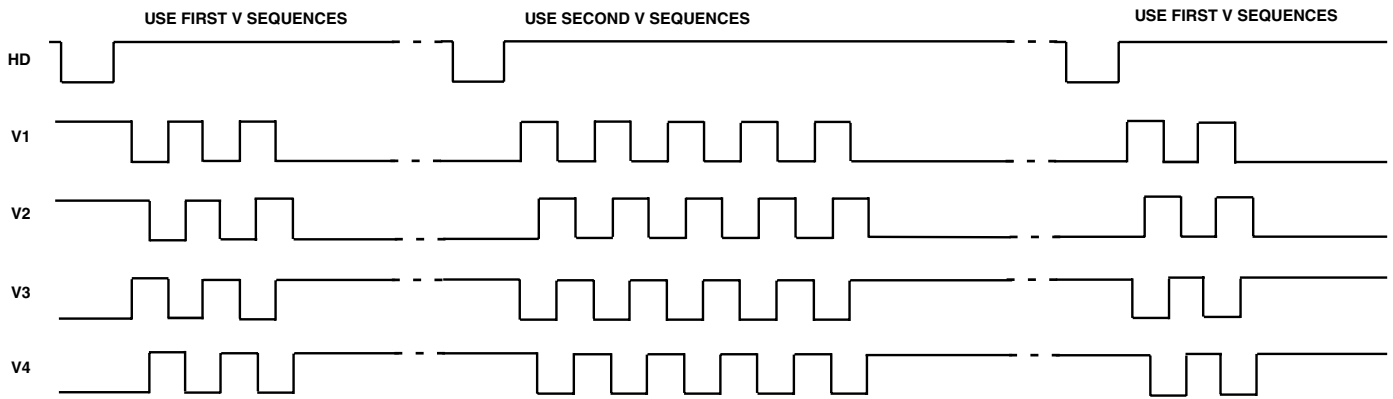 USE FIRST V SEQUENCES
USE SECOND V SEQUENCES
USE FIRST V SEQUENCES
HD
V1
V2
V3
V4